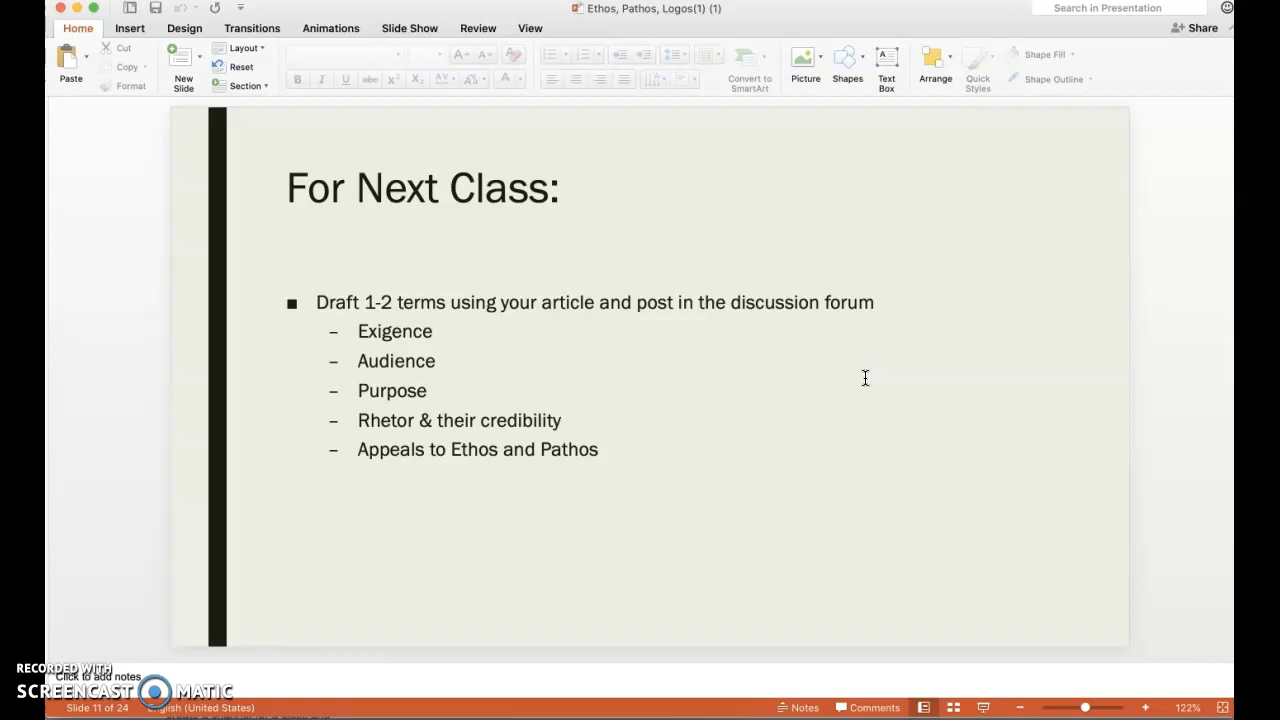 Ethos, Pathos, Logos(1) (1)
Search in Presentation
Home Insert Design Transitions Animations Slide Show Review View Share
Paste
Cut
Copy
Format
New Slide
Layout
Reset
Section
B I U abc X² X₂ AV Aa A
Convert to SmartArt
Picture
Shapes
Text Box
Arrange
Quick Styles
Shape Fill
Shape Outline
For Next Class:
■ Draft 1-2 terms using your article and post in the discussion forum
– Exigence
– Audience
– Purpose
– Rhetor & their credibility
– Appeals to Ethos and Pathos
Click to add notes
RECORDED WITH
SCREENCAST MATIC
Slide 11 of 24 English (United States) Notes Comments 122%